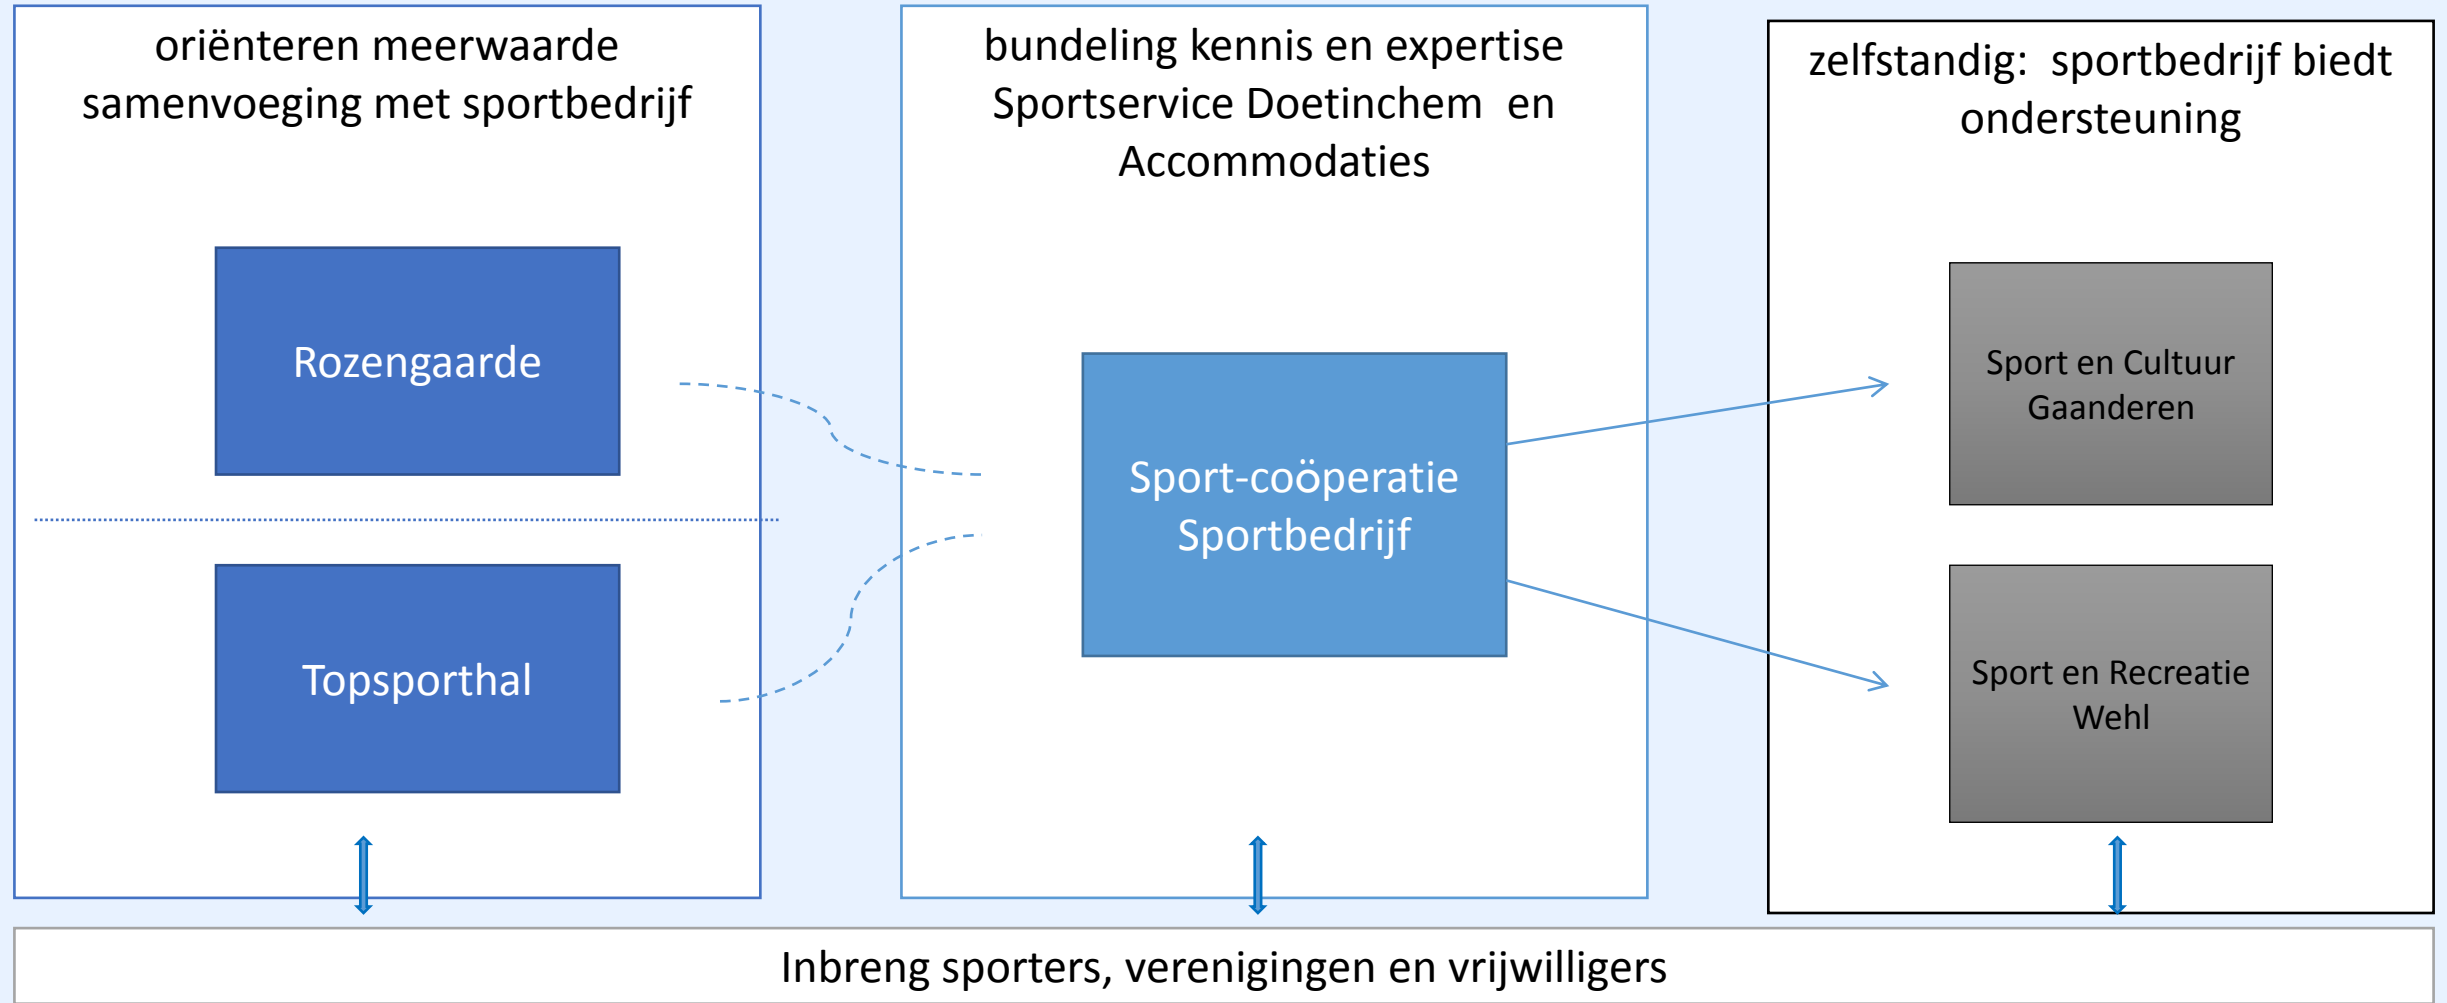 oriënteren meerwaarde
samenvoeging met sportbedrijf
Rozengaarde
Topsporthal
bundeling kennis en expertise
Sportservice Doetinchem  en
Accommodaties
Sport-coöperatie
Sportbedrijf
zelfstandig:  sportbedrijf biedt
ondersteuning
Sport en Cultuur
Gaanderen
Sport en Recreatie
Wehl
Inbreng sporters, verenigingen en vrijwilligers